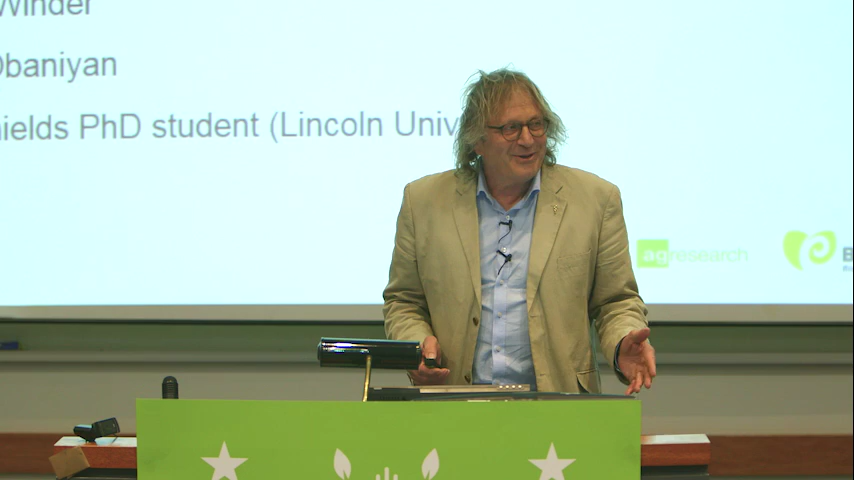 Winder
Obaniyan
ields PhD student (Lincoln Univ
agresearch
B